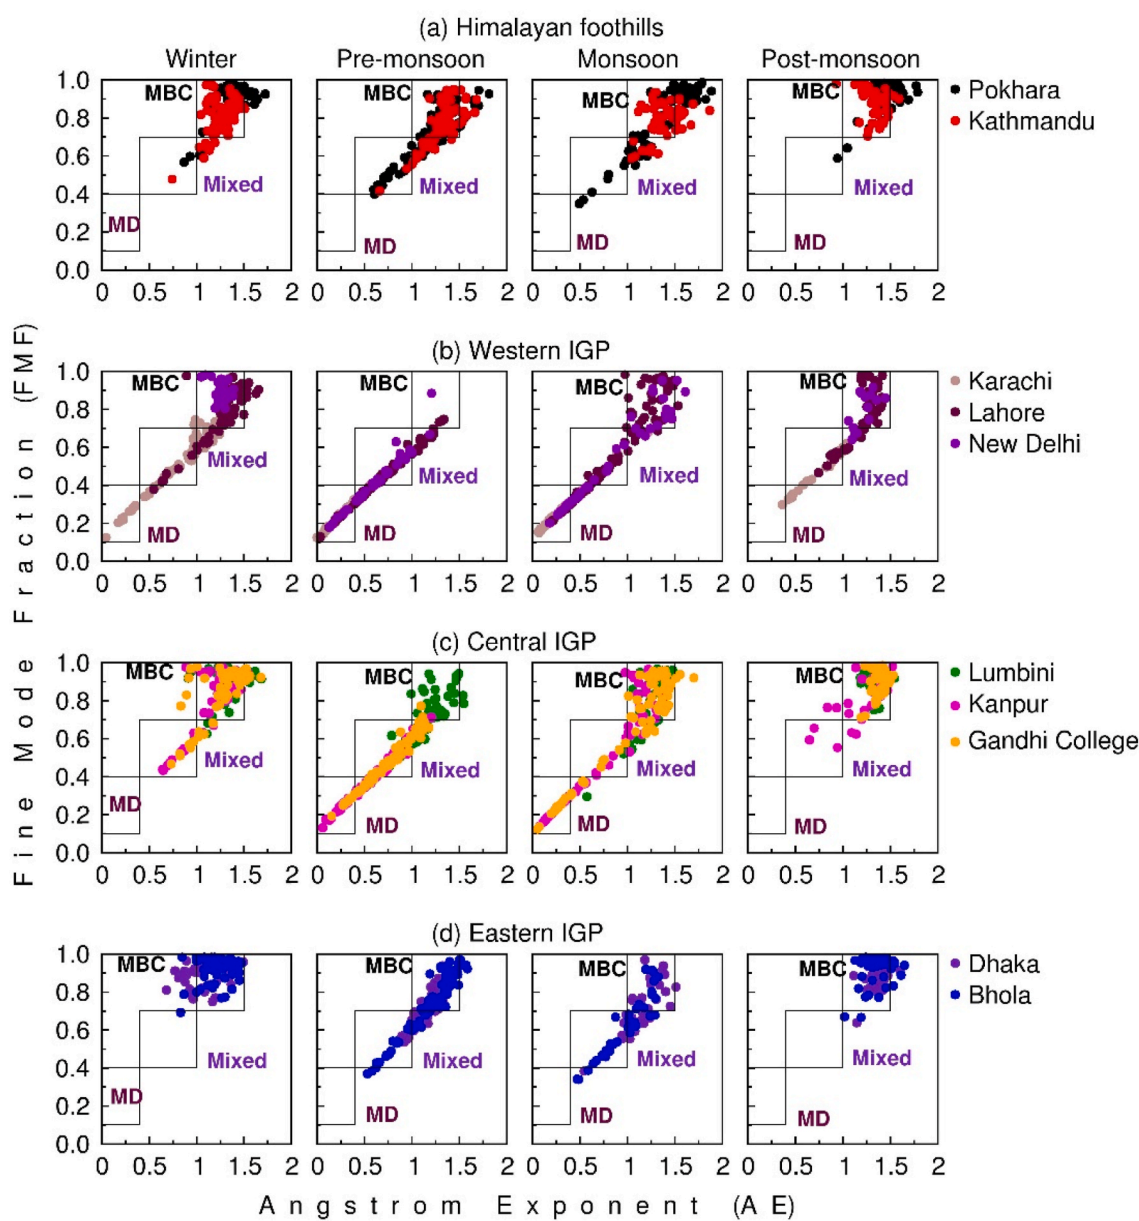 (a) Himalayan foothills
Winter Pre-monsoon Monsoon Post-monsoon
1.0 MBC MBC MBC MBC Pokhara
0.8 Kathmandu
0.6
Mixed Mixed Mixed Mixed
0.4
0.2 MD MD MD MD
0.0
0 0.5 1 1.5 2 0 0.5 1 1.5 2 0 0.5 1 1.5 2 0 0.5 1 1.5 2
(b) Western IGP
1.0 MBC MBC MBC MBC Karachi
0.8 Lahore
0.6 New Delhi
Mixed Mixed Mixed Mixed
0.4
0.2 MD MD MD MD
0.0
0 0.5 1 1.5 2 0 0.5 1 1.5 2 0 0.5 1 1.5 2 0 0.5 1 1.5 2
Fine Mode Fraction (FMF)
(c) Central IGP
1.0 MBC MBC MBC MBC Lumbini
0.8 Kanpur
0.6 Gandhi College
Mixed Mixed Mixed Mixed
0.4
0.2 MD MD MD MD
0.0
0 0.5 1 1.5 2 0 0.5 1 1.5 2 0 0.5 1 1.5 2 0 0.5 1 1.5 2
(d) Eastern IGP
1.0 MBC MBC MBC MBC Dhaka
0.8 Bhola
0.6
Mixed Mixed Mixed Mixed
0.4
0.2 MD MD MD MD
0.0
0 0.5 1 1.5 2 0 0.5 1 1.5 2 0 0.5 1 1.5 2 0 0.5 1 1.5 2
Angstrom Exponent (AE)